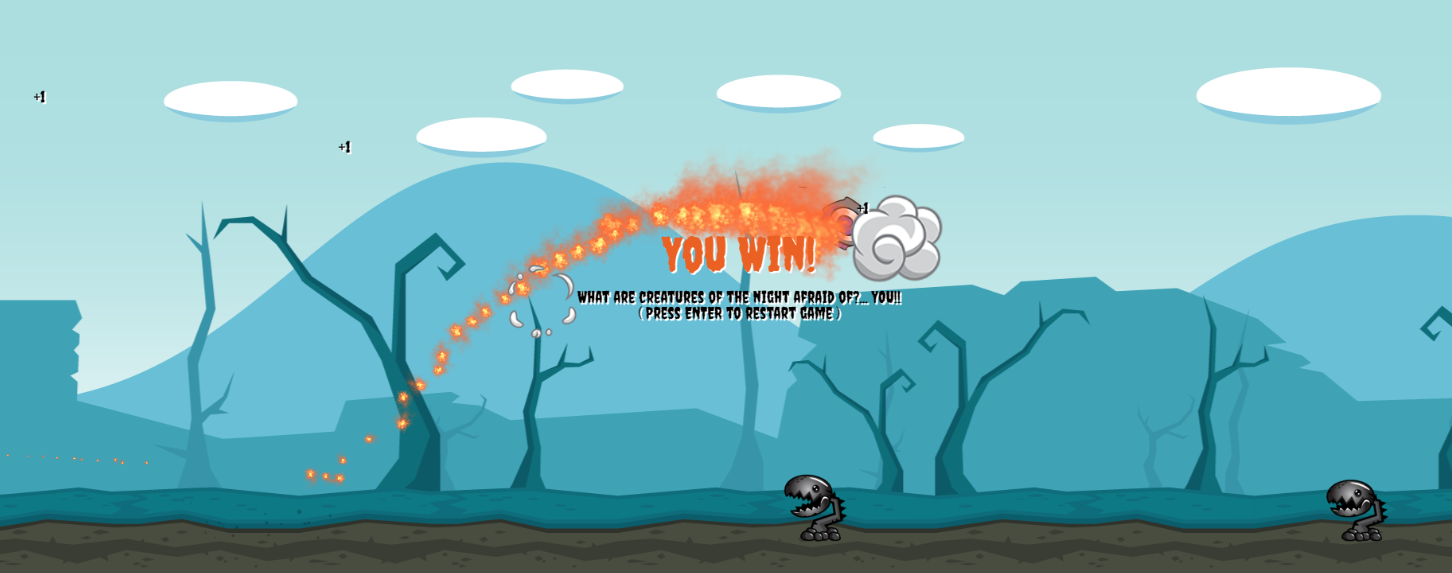 +1
+1
+1
YOU WIN!
WHAT ARE CREATURES OF THE NIGHT AFRAID OF?... YOU!!
( PRESS ENTER TO RESTART GAME )